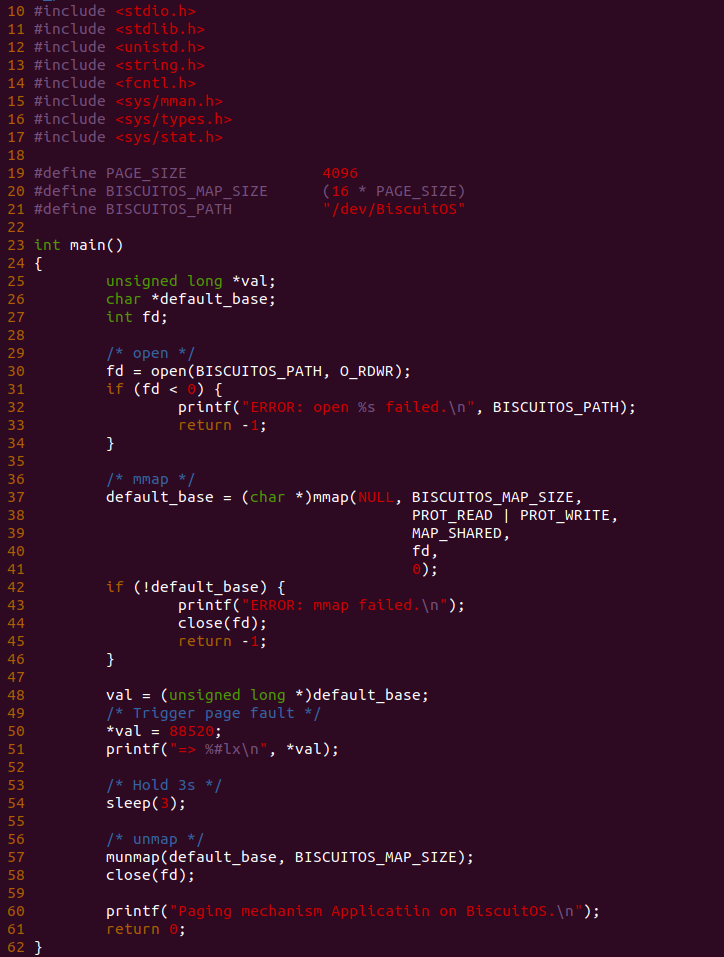 10 #include <stdio.h>
11 #include <stdlib.h>
12 #include <unistd.h>
13 #include <string.h>
14 #include <fcntl.h>
15 #include <sys/mman.h>
16 #include <sys/types.h>
17 #include <sys/stat.h>
18
19 #define PAGE_SIZE               4096
20 #define BISCUITOS_MAP_SIZE      (16 * PAGE_SIZE)
21 #define BISCUITOS_PATH          "/dev/BiscuitOS"
22
23 int main()
24 {
25         unsigned long *val;
26         char *default_base;
27         int fd;
28
29         /* open */
30         fd = open(BISCUITOS_PATH, O_RDWR);
31         if (fd < 0) {
32                 printf("ERROR: open %s failed.\n", BISCUITOS_PATH);
33                 return -1;
34         }
35
36         /* mmap */
37         default_base = (char *)mmap(NULL, BISCUITOS_MAP_SIZE,
38                                           PROT_READ | PROT_WRITE,
39                                           MAP_SHARED,
40                                           fd,
41                                           0);
42         if (!default_base) {
43                 printf("ERROR: mmap failed.\n");
44                 close(fd);
45                 return -1;
46         }
47
48         val = (unsigned long *)default_base;
49         /* Trigger page fault */
50         *val = 88520;
51         printf("=> %#lx\n", *val);
52
53         /* Hold 3s */
54         sleep(3);
55
56         /* unmap */
57         munmap(default_base, BISCUITOS_MAP_SIZE);
58         close(fd);
59
60         printf("Paging mechanism Applicatiin on BiscuitOS.\n");
61         return 0;
62 }